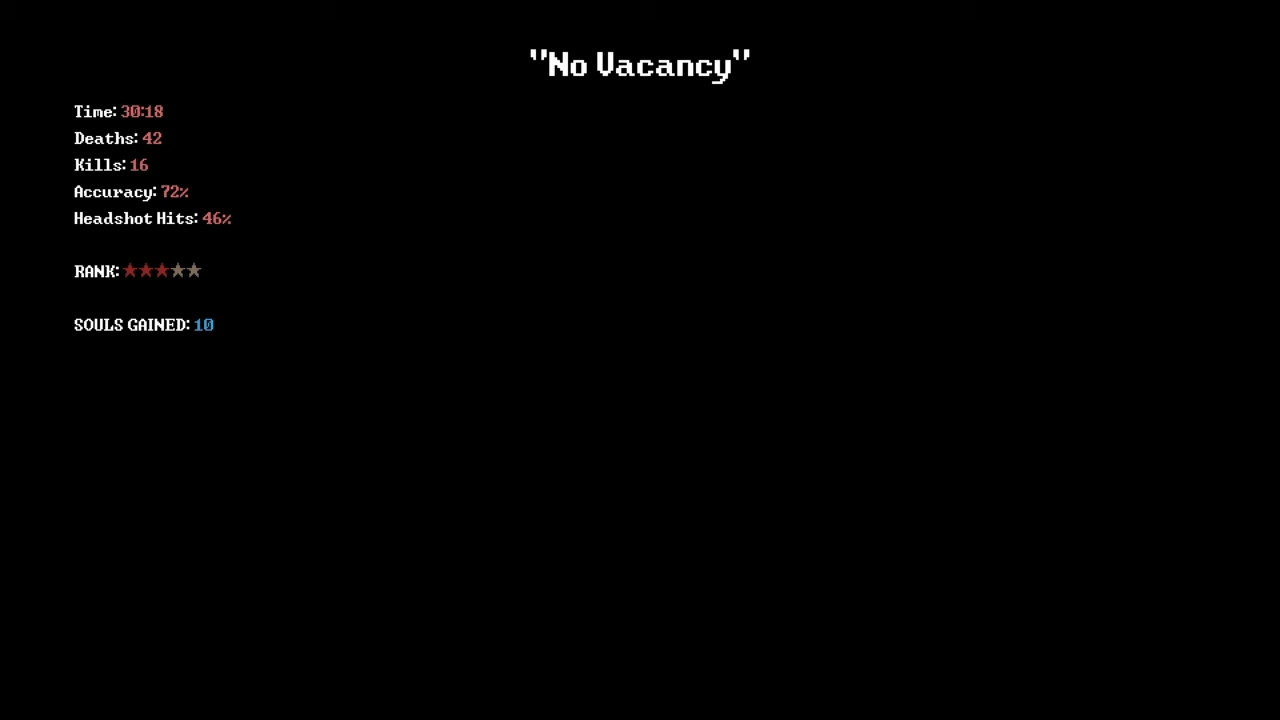 "No Vacancy"
Time: 30:18
Deaths: 42
Kills: 16
Accuracy: 72%
Headshot Hits: 46%
RANK: ★★★★★
SOULS GAINED: 10